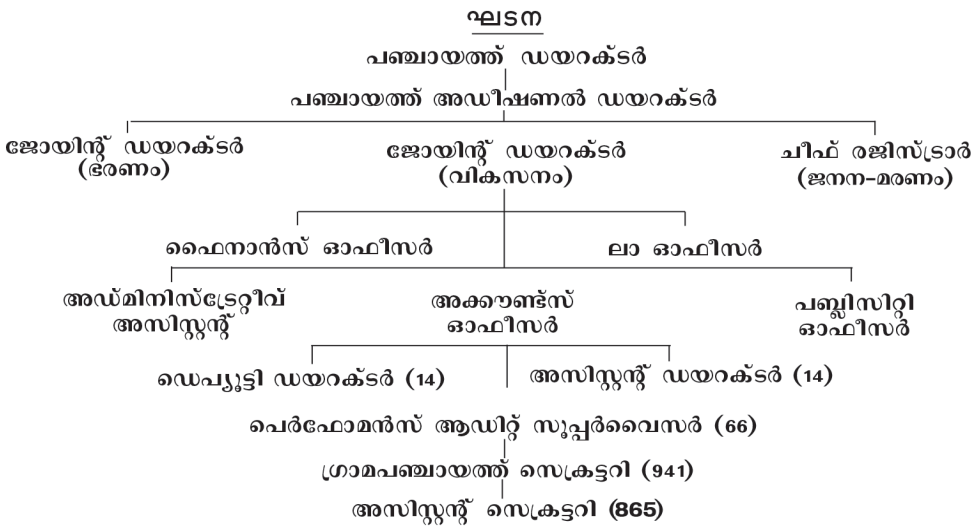 ഘടന
പഞ്ചായത്ത് ഡയറക്ടർ
പഞ്ചായത്ത് അഡീഷണൽ ഡയറക്ടർ
ജോയിന്റ് ഡയറക്ടർ
(ഭരണം)
ജോയിന്റ് ഡയറക്ടർ
(വികസനം)
ചീഫ് രജിസ്ട്രാർ
(ജനന-മരണം)
ഫൈനാൻസ് ഓഫീസർ
ലാ ഓഫീസർ
അഡ്മിനിസ്ട്രേറ്റീവ്
അസിസ്റ്റന്റ്
അക്കൗണ്ട്സ്
ഓഫീസർ
പബ്ലിസിറ്റി
ഓഫീസർ
ഡെപ്യൂട്ടി ഡയറക്ടർ (14)
അസിസ്റ്റന്റ് ഡയറക്ടർ (14)
പെർഫോമൻസ് ആഡിറ്റ് സൂപ്പർവൈസർ (66)
ഗ്രാമപഞ്ചായത്ത് സെക്രട്ടറി (941)
അസിസ്റ്റന്റ് സെക്രട്ടറി (865)